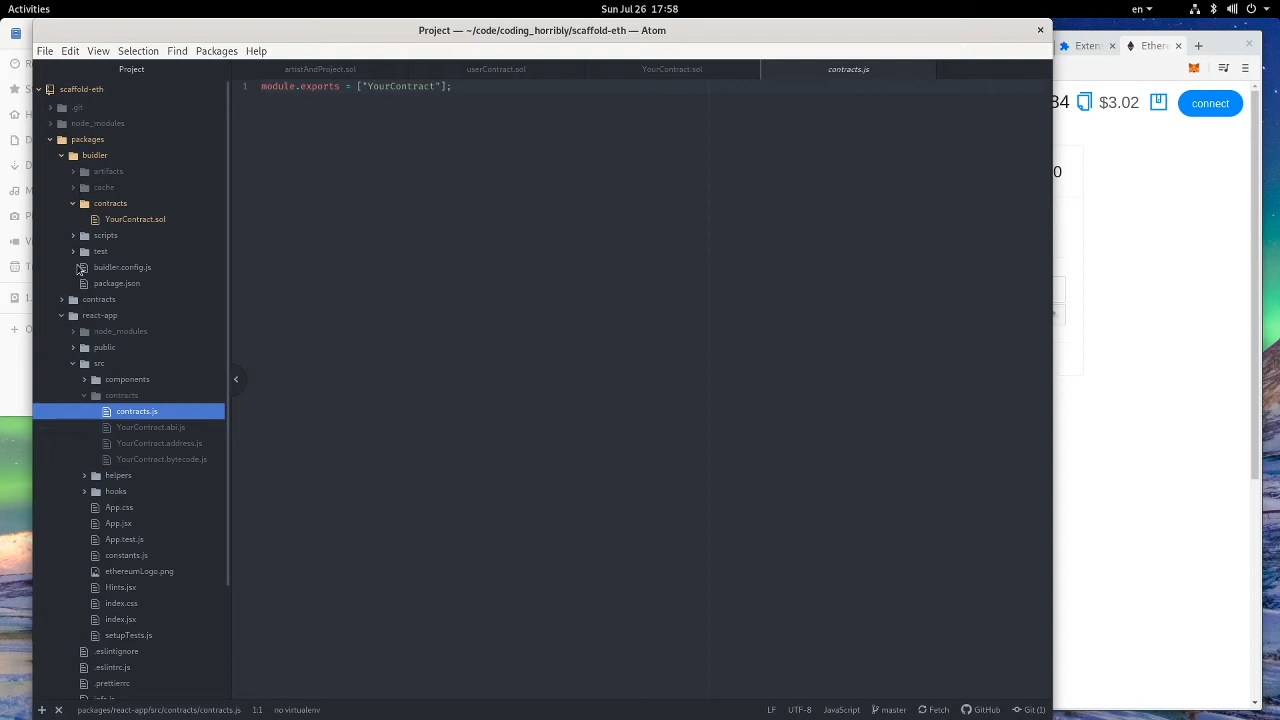 Activities
Sun Jul 26 17:58
en
Project — ~/code/coding_horribly/scaffold-eth — Atom
File Edit View Selection Find Packages Help
Project
artistAndProject.sol
userContract.sol
YourContract.sol
contracts.js
1 module.exports = ["YourContract"];
scaffold-eth
.git
node_modules
packages
buidler
artifacts
cache
contracts
YourContract.sol
scripts
test
buidler.config.js
package.json
contracts
react-app
node_modules
public
src
components
contracts
contracts.js
YourContract.abi.js
YourContract.address.js
YourContract.bytecode.js
helpers
hooks
App.css
App.jsx
App.test.js
constants.js
ethereumLogo.png
Hints.jsx
index.css
index.jsx
setupTests.js
.eslintignore
.eslintrc.js
.prettierrc
packages/react-app/src/contracts/contracts.js 1:1 no virtualenv
LF UTF-8 JavaScript master Fetch GitHub Git (1)
Exten
Ethere
84 $3.02
connect
0